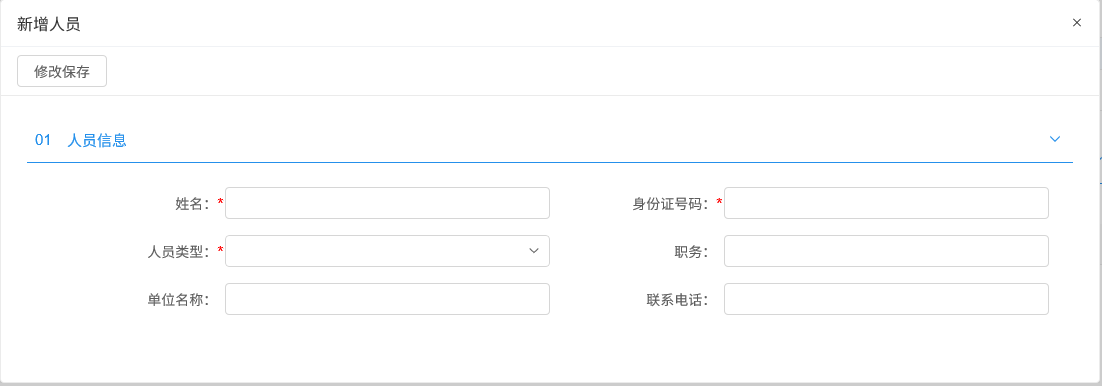 新增人员
修改保存
01 人员信息
姓名：* 身份证号码：*
人员类型：* 职务：
单位名称： 联系电话：